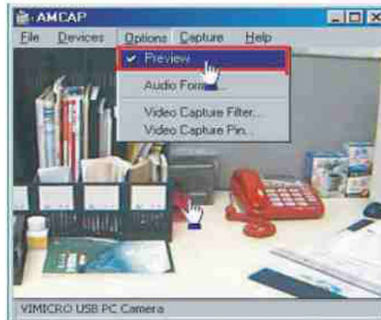 AMCAP
File Devices Options Capture Help
Preview
Audio Format...
Video Capture Filter...
Video Capture Pin...
VIMICRO USB PC Camera